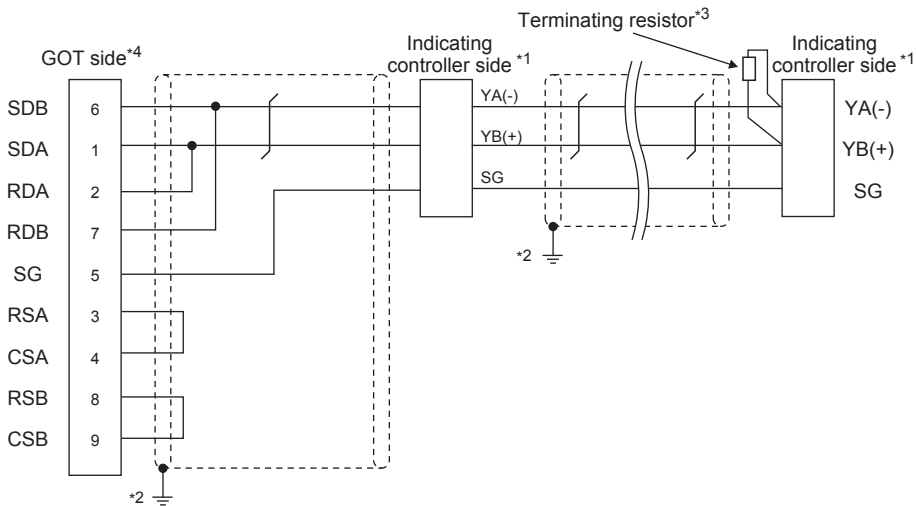 Terminating resistor*3
GOT side*4
Indicating
controller side*1
Indicating
controller side*1
SDB 6 YA(-) YA(-)
SDA 1 YB(+) YB(+)
RDA 2 SG SG
RDB 7
SG 5
*2
RSA 3
CSA 4
RSB 8
CSB 9
*2